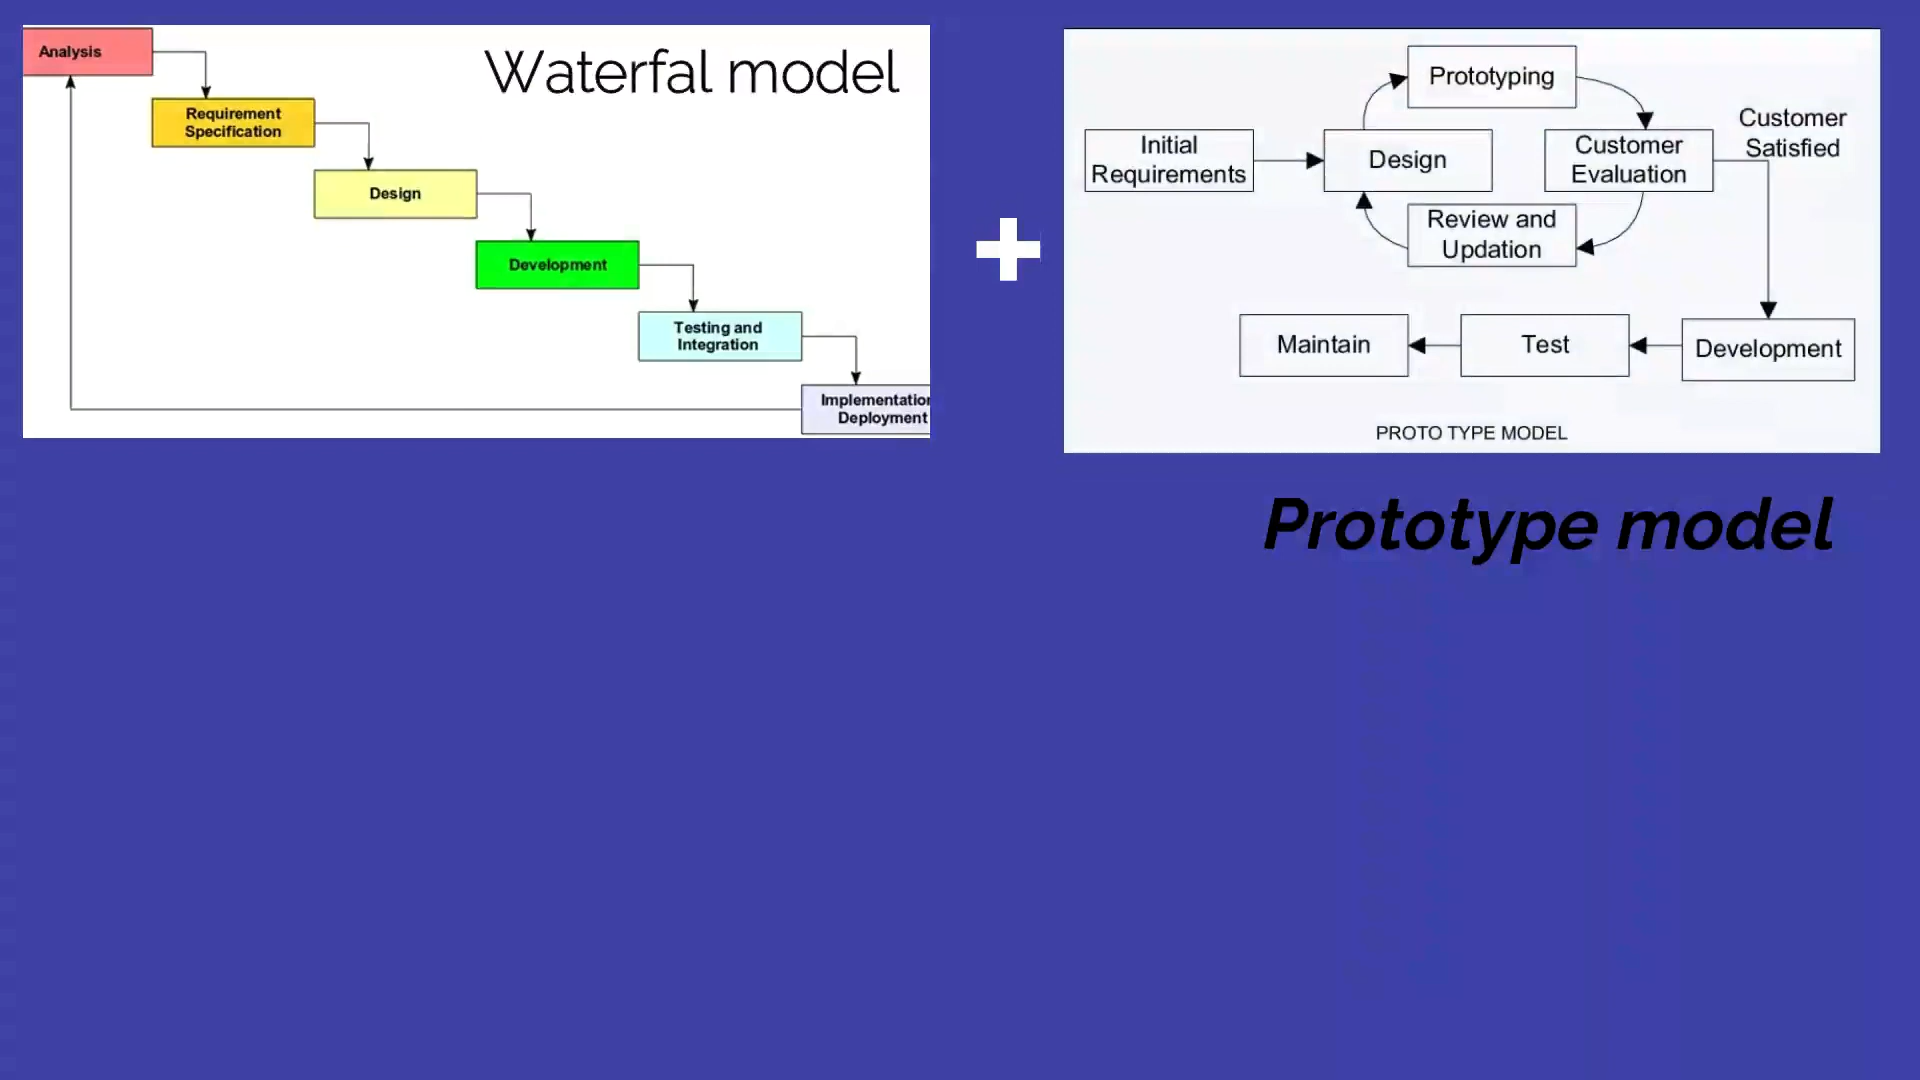 Waterfal model
Analysis
Requirement
Specification
Design
Development
Testing and
Integration
Implementation
Deployment
Prototyping
Initial
Requirements
Design
Customer
Evaluation
Customer
Satisfied
Review and
Updation
Maintain
Test
Development
PROTO TYPE MODEL
Prototype model